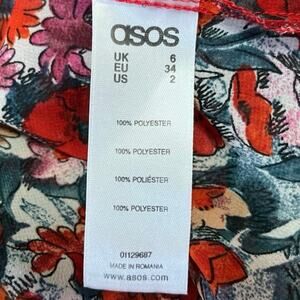 asos
UK 6
EU 34
US 2
100% POLYESTER
100% POLYESTER
100% POLIÉSTER
100% POLYESTER
01129687
MADE IN ROMANIA
www.asos.com